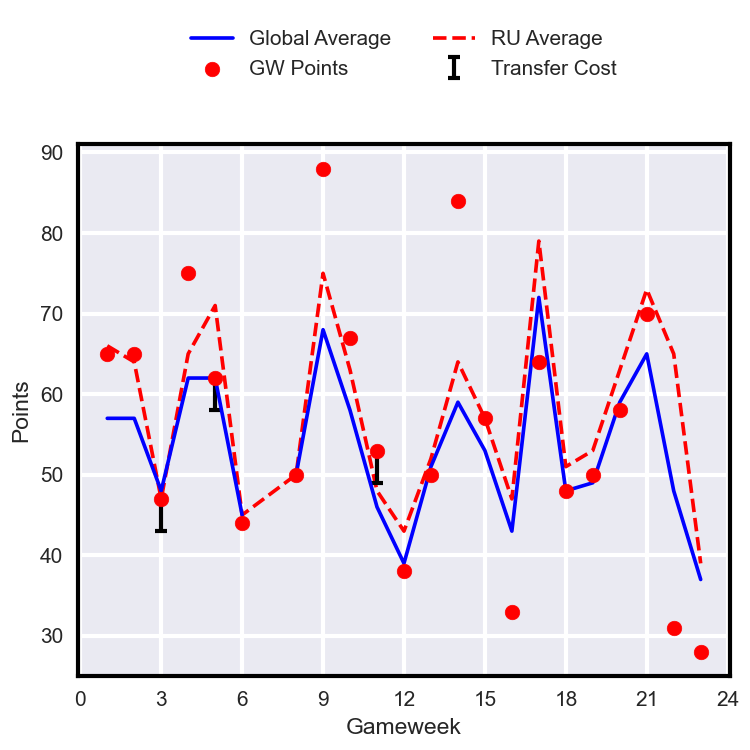 Global Average
RU Average
GW Points
Transfer Cost
90
80
70
60
50
40
30
Points
0 3 6 9 12 15 18 21 24
Gameweek